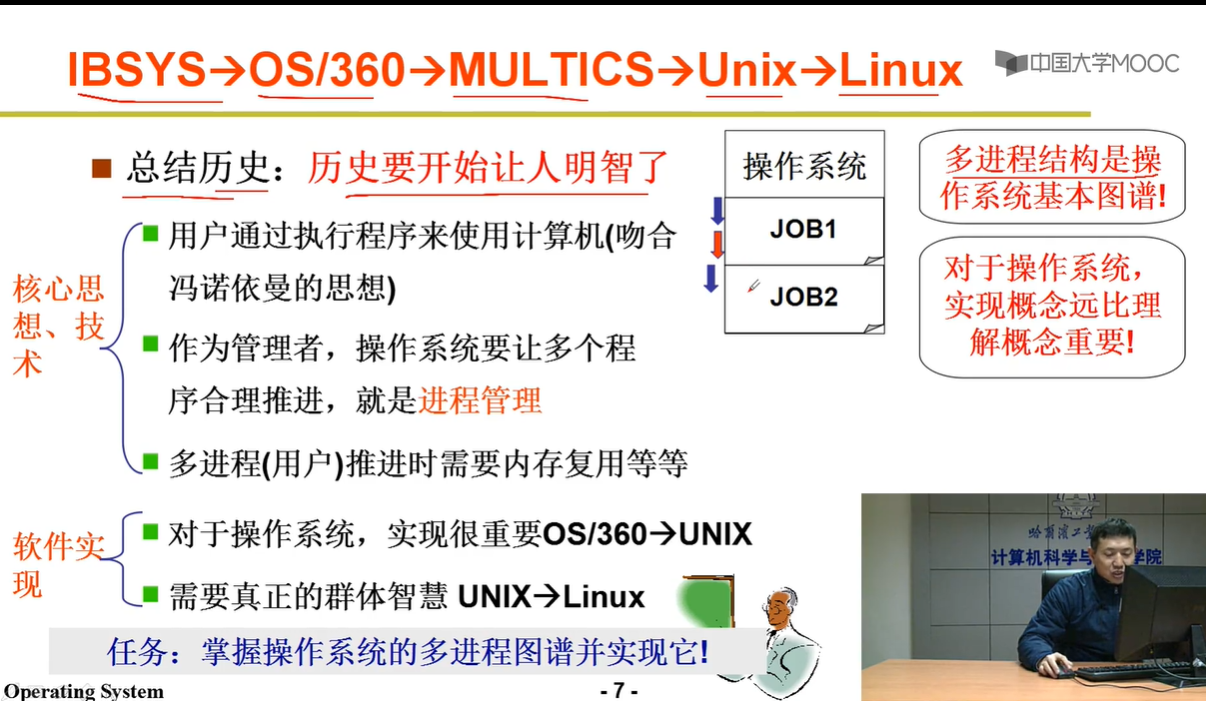 IBSYS→OS/360→MULTICS→Unix→Linux
中国大学MOOC
总结历史：历史要开始让人明智了
核心思
想、技
术
用户通过执行程序来使用计算机(吻合
冯诺依曼的思想)
作为管理者，操作系统要让多个程
序合理推进，就是进程管理
多进程(用户)推进时需要内存复用等等
操作系统
JOB1
JOB2
多进程结构是操
作系统基本图谱!
对于操作系统，
实现概念远比理
解概念重要!
软件实
现
对于操作系统，实现很重要OS/360→UNIX
需要真正的群体智慧 UNIX→Linux
任务：掌握操作系统的多进程图谱并实现它!
Operating System
- 7 -
哈尔滨工
计算机科学与
学院